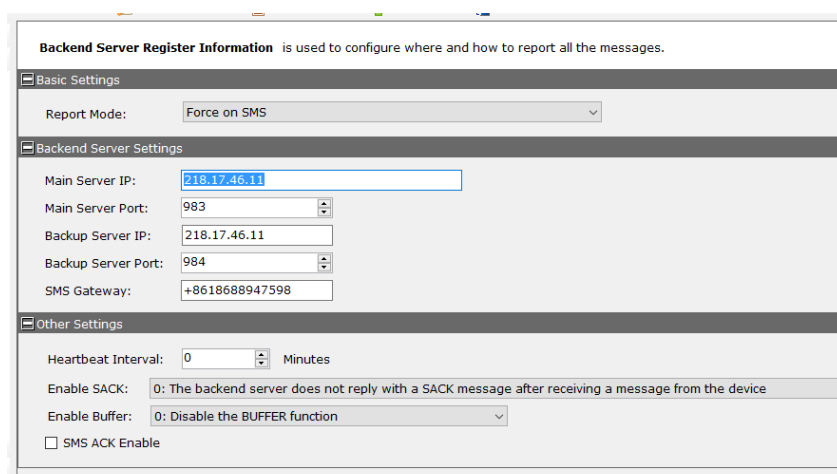 Backend Server Register Information is used to configure where and how to report all the messages.
Basic Settings
Report Mode: Force on SMS
Backend Server Settings
Main Server IP: 218.17.46.11
Main Server Port: 983
Backup Server IP: 218.17.46.11
Backup Server Port: 984
SMS Gateway: +8618688947598
Other Settings
Heartbeat Interval: 0 Minutes
Enable SACK: 0: The backend server does not reply with a SACK message after receiving a message from the device
Enable Buffer: 0: Disable the BUFFER function
SMS ACK Enable